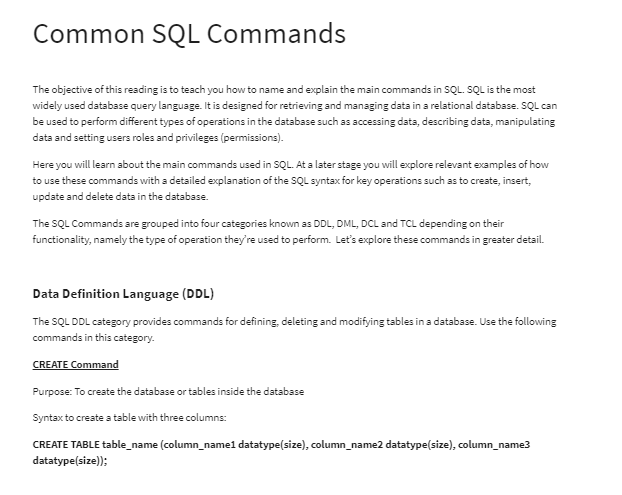 Common SQL Commands
The objective of this reading is to teach you how to name and explain the main commands in SQL. SQL is the most
widely used database query language. It is designed for retrieving and managing data in a relational database. SQL can
be used to perform different types of operations in the database such as accessing data, describing data, manipulating
data and setting users roles and privileges (permissions).
Here you will learn about the main commands used in SQL. At a later stage you will explore relevant examples of how
to use these commands with a detailed explanation of the SQL syntax for key operations such as to create, insert,
update and delete data in the database.
The SQL Commands are grouped into four categories known as DDL, DML, DCL and TCL depending on their
functionality, namely the type of operation they're used to perform.  Let's explore these commands in greater detail.
Data Definition Language (DDL)
The SQL DDL category provides commands for defining, deleting and modifying tables in a database. Use the following
commands in this category.
CREATE Command
Purpose: To create the database or tables inside the database
Syntax to create a table with three columns:
CREATE TABLE table_name (column_name1 datatype(size), column_name2 datatype(size), column_name3
datatype(size));